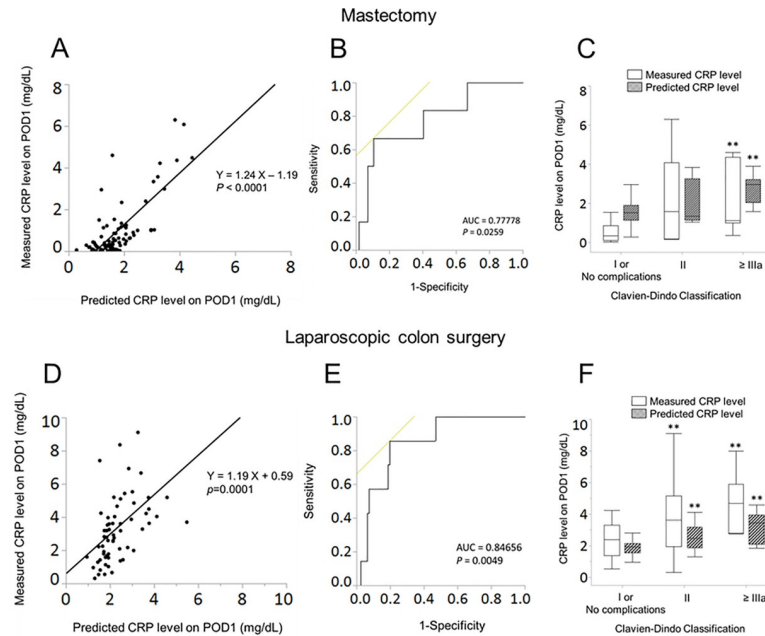 Mastectomy
A
B
C
Measured CRP level on POD1 (mg/dL)
8
6
4
2
0
0 2 4 6 8
Y = 1.24 X – 1.19
P < 0.0001
Predicted CRP level on POD1 (mg/dL)
Sensitivity
1.0
0.8
0.6
0.4
0.2
0.0
0.0 0.2 0.4 0.6 0.8 1.0
AUC = 0.77778
P = 0.0259
1-Specificity
Measured CRP level
Predicted CRP level
CRP level on POD1 (mg/dL)
8
6
4
2
0
** **
I or
No complications
II
≥ IIIa
Clavien-Dindo Classification
Laparoscopic colon surgery
D
E
F
Measured CRP level on POD1 (mg/dL)
10
8
6
4
2
0
0 2 4 6 8 10
Y = 1.19 X + 0.59
p=0.0001
Predicted CRP level on POD1 (mg/dL)
Sensitivity
1.0
0.8
0.6
0.4
0.2
0.0
0.0 0.2 0.4 0.6 0.8 1.0
AUC = 0.84656
P = 0.0049
1-Specificity
Measured CRP level
Predicted CRP level
CRP level on POD1 (mg/dL)
10
8
6
4
2
0
** ** ** **
I or
No complications
II
≥ IIIa
Clavien-Dindo Classification